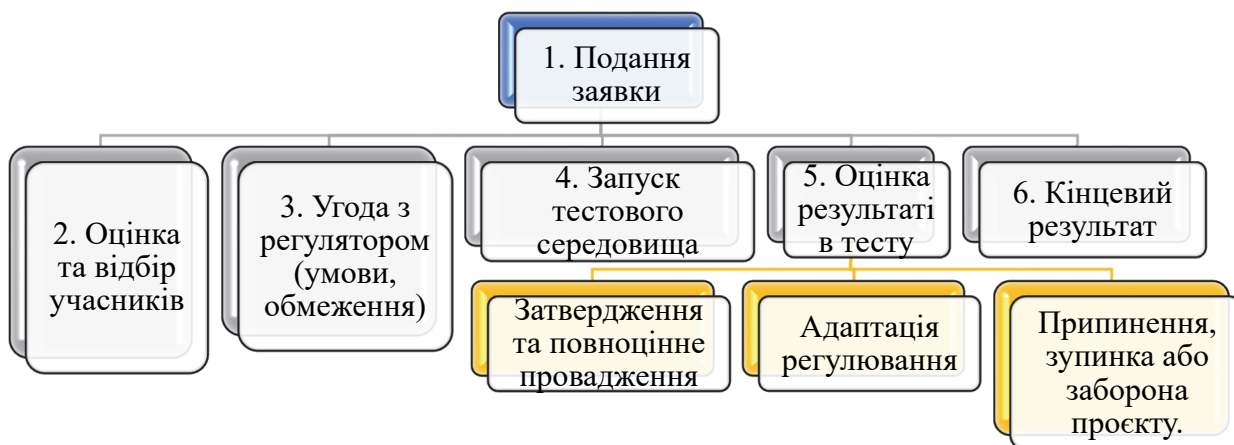 1. Подання
заявки
2. Оцінка
та відбір
учасників
3. Угода з
регулятором
(умови,
обмеження)
4. Запуск
тестового
середовища
5. Оцінка
результаті
в тесту
6. Кінцевий
результат
Затвердження
та повноцінне
провадження
Адаптація
регулювання
Припинення,
зупинка або
заборона
проєкту.